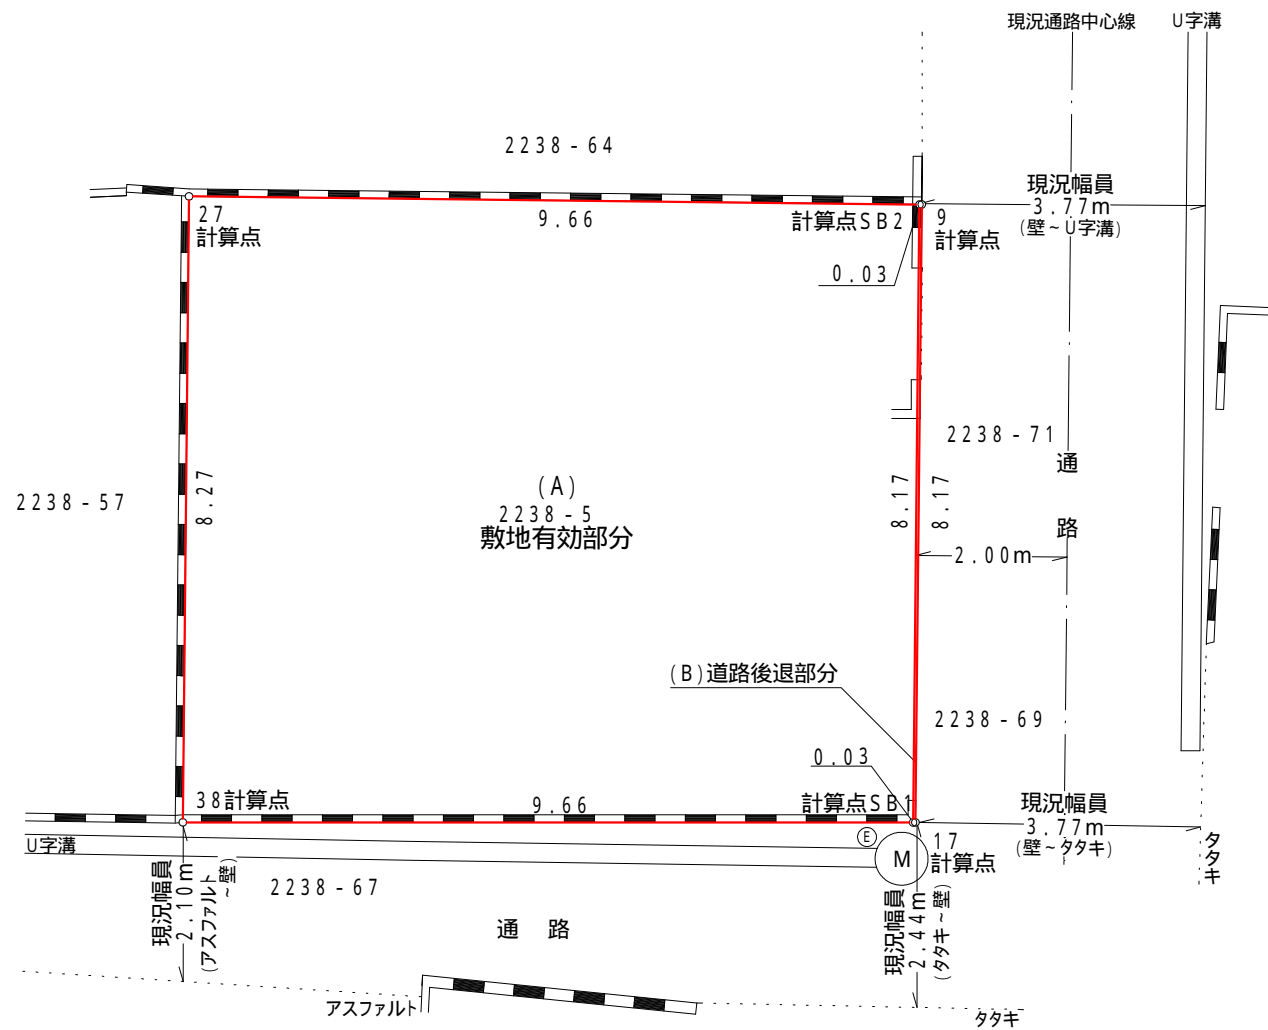 現況通路中心線
U字溝
2238-64
現況幅員
3.77m
(壁~U字溝)
27
計算点
9.66
計算点SB2
9
計算点
0.03
2238-71
通
路
2238-57
8.27
(A)
2238-5
敷地有効部分
8.17
8.17
2.00m
(B)道路後退部分
2238-69
0.03
38計算点
9.66
計算点SB1
現況幅員
3.77m
(壁~タタキ)
U字溝
E
M
17
計算点
タタキ
現況幅員
2.10m
(アスファルト
~壁)
2238-67
通 路
現況幅員
2.44m
(タタキ~壁)
アスファルト
タタキ